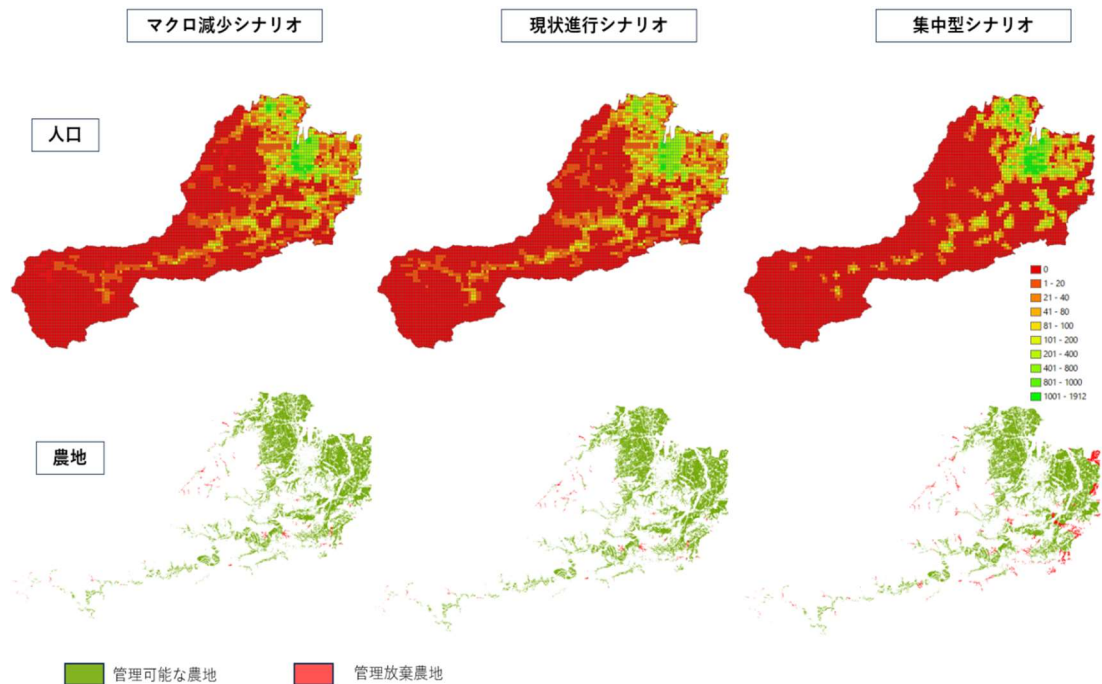 マクロ減少シナリオ
現状進行シナリオ
集中型シナリオ
人口
0
1 - 20
21 - 40
41 - 80
81 - 100
101 - 200
201 - 400
401 - 800
801 - 1000
1001 - 1912
農地
管理可能な農地
管理放棄農地